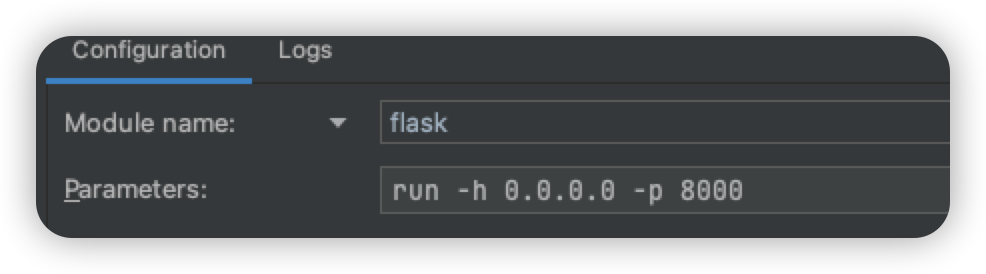 Configuration Logs
Module name: flask
Parameters: run -h 0.0.0.0 -p 8000